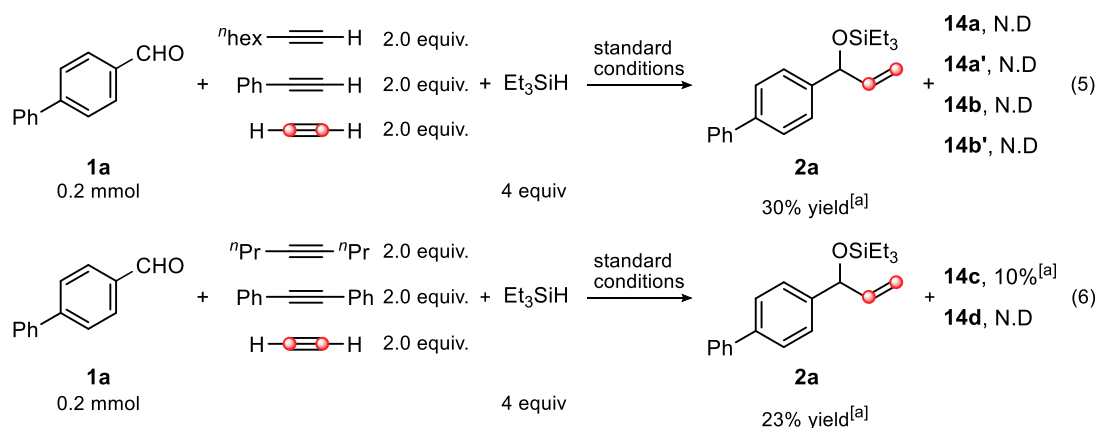 CHO
Ph
1a
0.2 mmol
+
ⁿhex H 2.0 equiv.
Ph H 2.0 equiv.
H H 2.0 equiv.
+ Et₃SiH
4 equiv
standard
conditions
OSiEt₃
Ph
2a
30% yield[a]
+
14a, N.D
14a', N.D
14b, N.D
14b', N.D
(5)
CHO
Ph
1a
0.2 mmol
+
ⁿPr ⁿPr 2.0 equiv.
Ph Ph 2.0 equiv.
H H 2.0 equiv.
+ Et₃SiH
4 equiv
standard
conditions
OSiEt₃
Ph
2a
23% yield[a]
+
14c, 10%[a]
14d, N.D
(6)